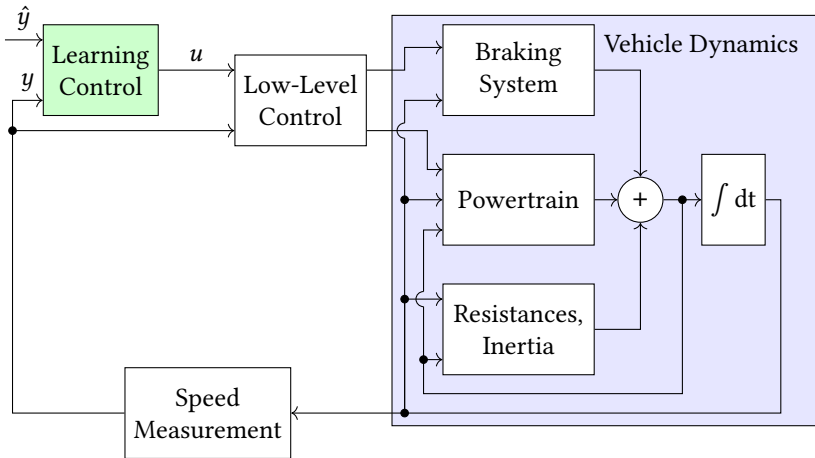 ŷ
Learning
Control
y
u
Low-Level
Control
Vehicle Dynamics
Braking
System
Powertrain
+
∫ dt
Resistances,
Inertia
Speed
Measurement